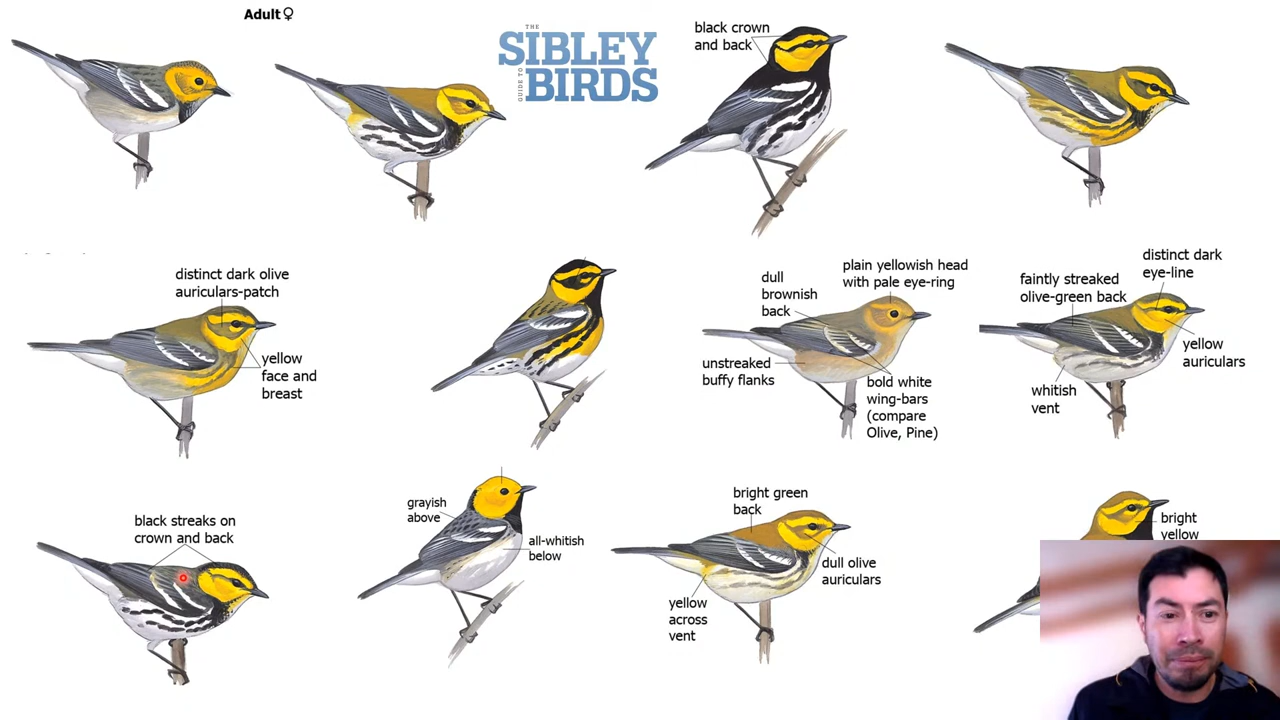 Adult♀
THE
SIBLEY
GUIDE TO
BIRDS
black crown
and back
distinct dark olive
auriculars-patch
yellow
face and
breast
dull
brownish
back
plain yellowish head
with pale eye-ring
unstreaked
buffy flanks
bold white
wing-bars
(compare
Olive, Pine)
distinct dark
eye-line
faintly streaked
olive-green back
yellow
auriculars
whitish
vent
black streaks on
crown and back
grayish
above
all-whitish
below
bright green
back
dull olive
auriculars
yellow
across
vent
bright
yellow